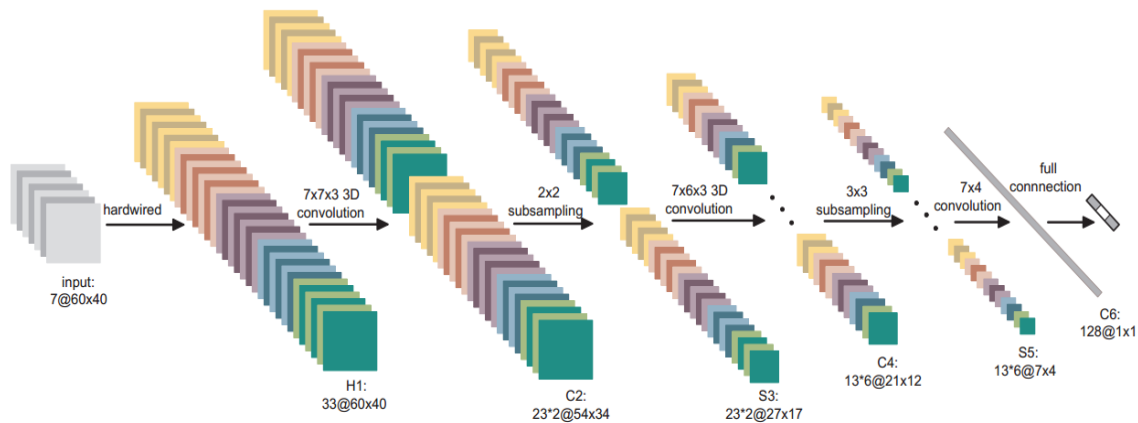 hardwired
7x7x3 3D
convolution
2x2
subsampling
7x6x3 3D
convolution
3x3
subsampling
7x4
convolution
full
connnection
input:
7@60x40
H1:
33@60x40
C2:
23*2@54x34
S3:
23*2@27x17
C4:
13*6@21x12
S5:
13*6@7x4
C6:
128@1x1